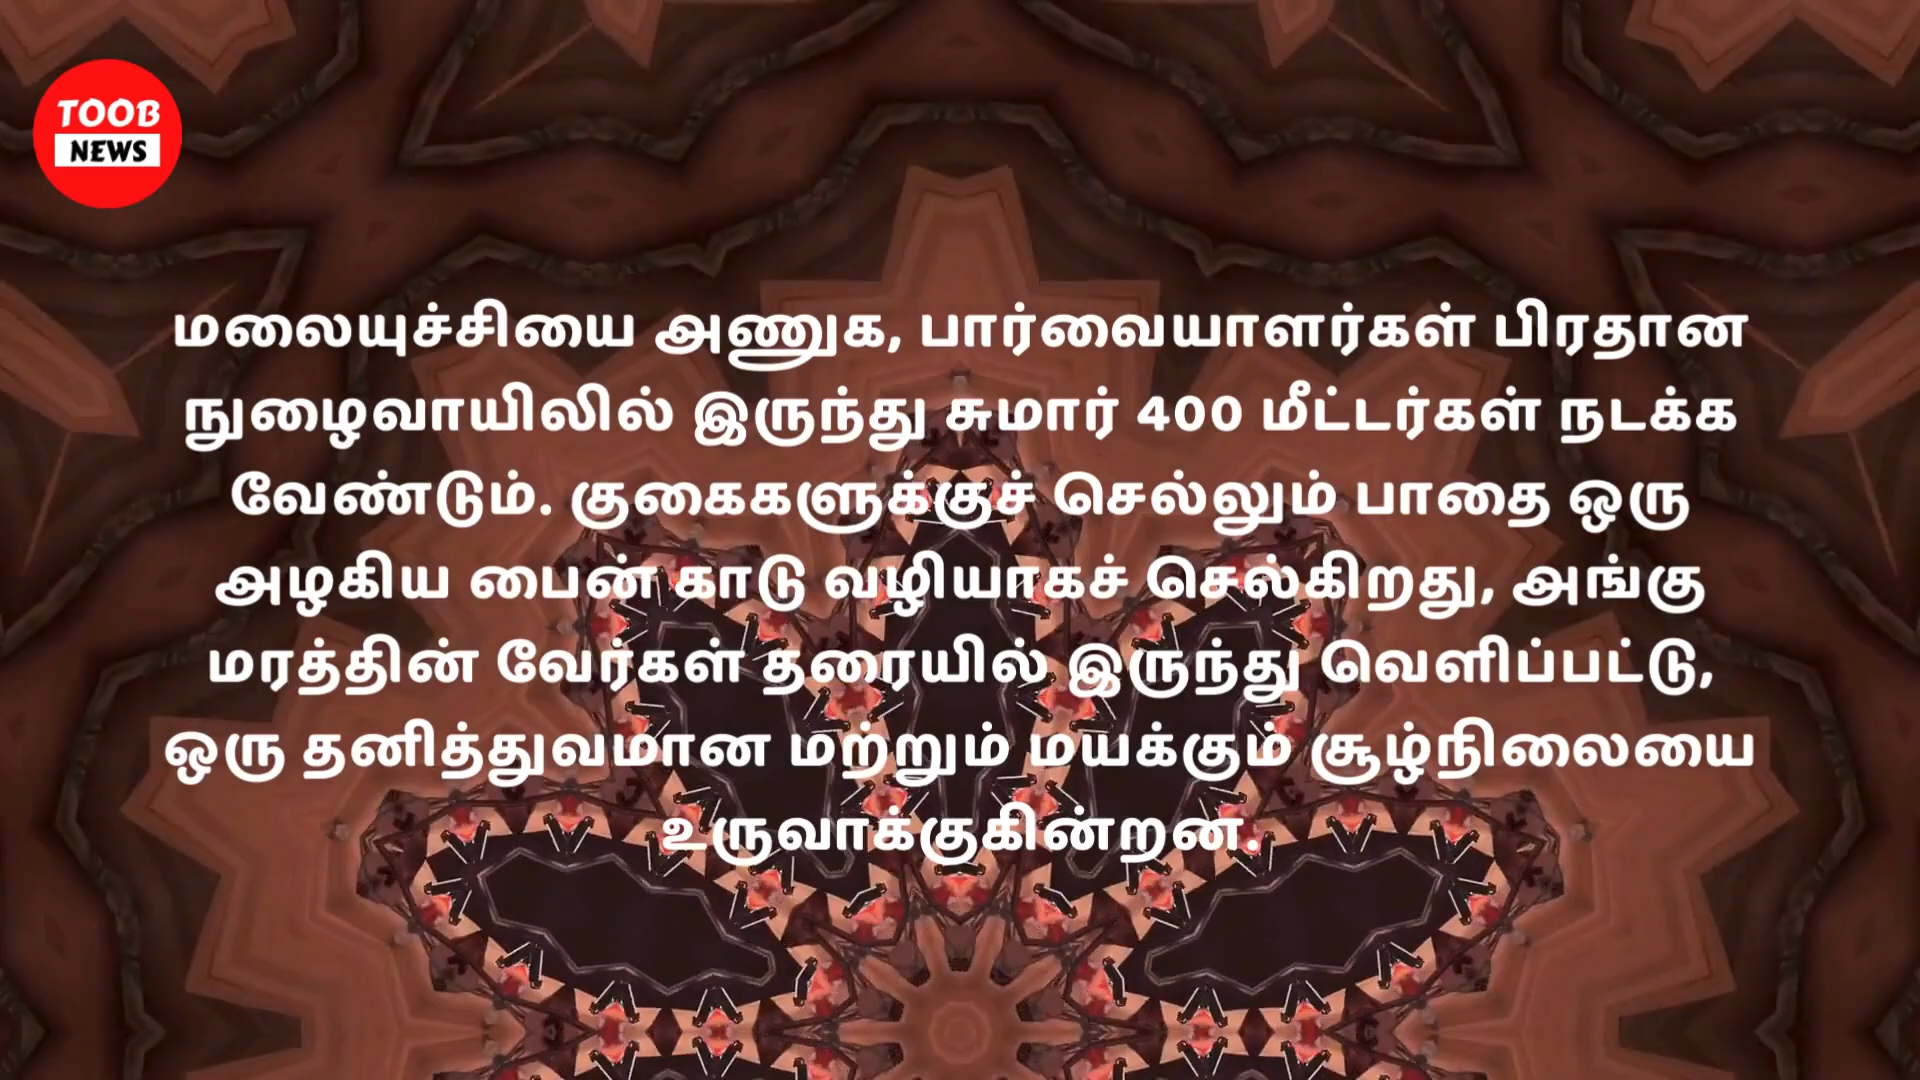 TOOB
NEWS
மலையுச்சியை அணுக, பார்வையாளர்கள் பிரதான
நுழைவாயிலில் இருந்து சுமார் 400 மீட்டர்கள் நடக்க
வேண்டும். குகைகளுக்குச் செல்லும் பாதை ஒரு
அழகிய பைன் காடு வழியாகச் செல்கிறது, அங்கு
மரத்தின் வேர்கள் தரையில் இருந்து வெளிப்பட்டு,
ஒரு தனித்துவமான மற்றும் மயக்கும் சூழ்நிலையை
உருவாக்குகின்றன.